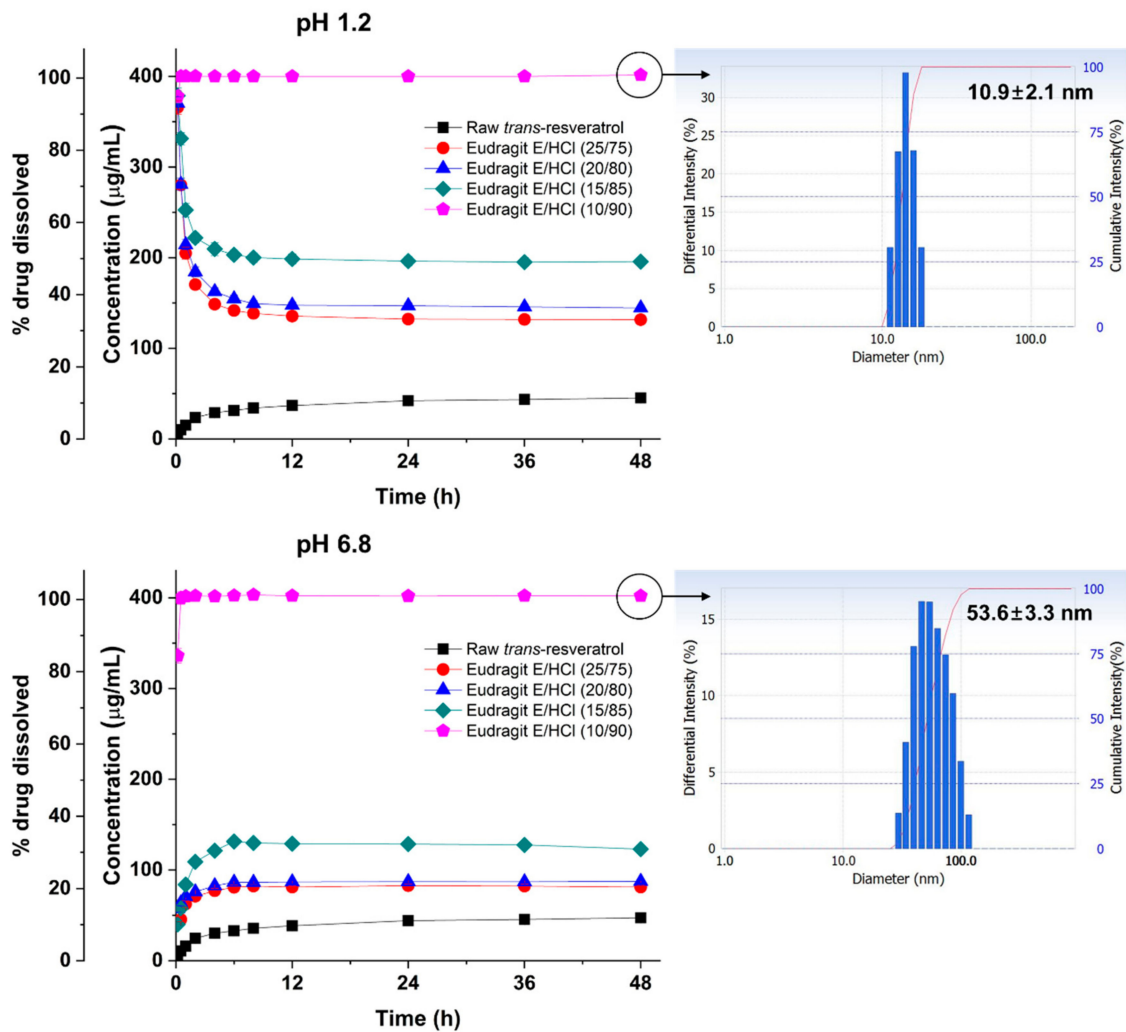 pH 1.2
% drug dissolved
100
80
60
40
20
0
Concentration (μg/mL)
400
300
200
100
0
Raw trans-resveratrol
Eudragit E/HCl (25/75)
Eudragit E/HCl (20/80)
Eudragit E/HCl (15/85)
Eudragit E/HCl (10/90)
0 12 24 36 48
Time (h)
10.9±2.1 nm
Differential Intensity (%)
30
25
20
15
10
5
0
Cumulative Intensity(%)
100
75
50
25
0
1.0 10.0 100.0
Diameter (nm)
pH 6.8
% drug dissolved
100
80
60
40
20
0
Concentration (μg/mL)
400
300
200
100
0
Raw trans-resveratrol
Eudragit E/HCl (25/75)
Eudragit E/HCl (20/80)
Eudragit E/HCl (15/85)
Eudragit E/HCl (10/90)
0 12 24 36 48
Time (h)
53.6±3.3 nm
Differential Intensity (%)
15
10
5
0
Cumulative Intensity(%)
100
75
50
25
0
1.0 10.0 100.0
Diameter (nm)